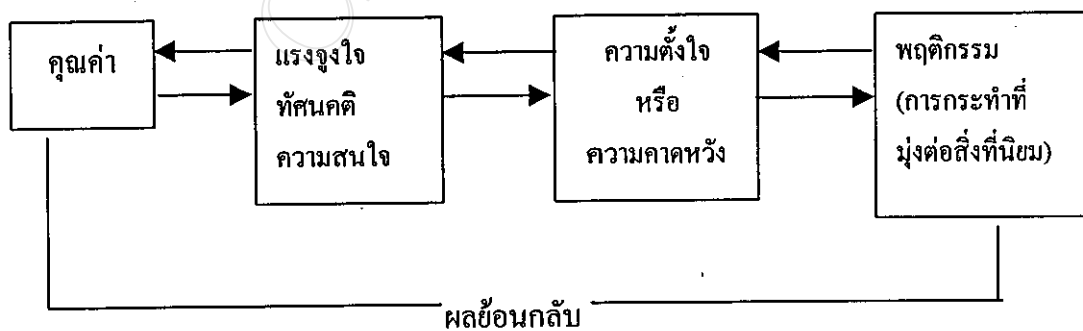 คุณค่า
แรงจูงใจ
ทัศนคติ
ความสนใจ
ความตั้งใจ
หรือ
ความคาดหวัง
พฤติกรรม
(การกระทำที่
มุ่งต่อสิ่งที่นิยม)
ผลย้อนกลับ